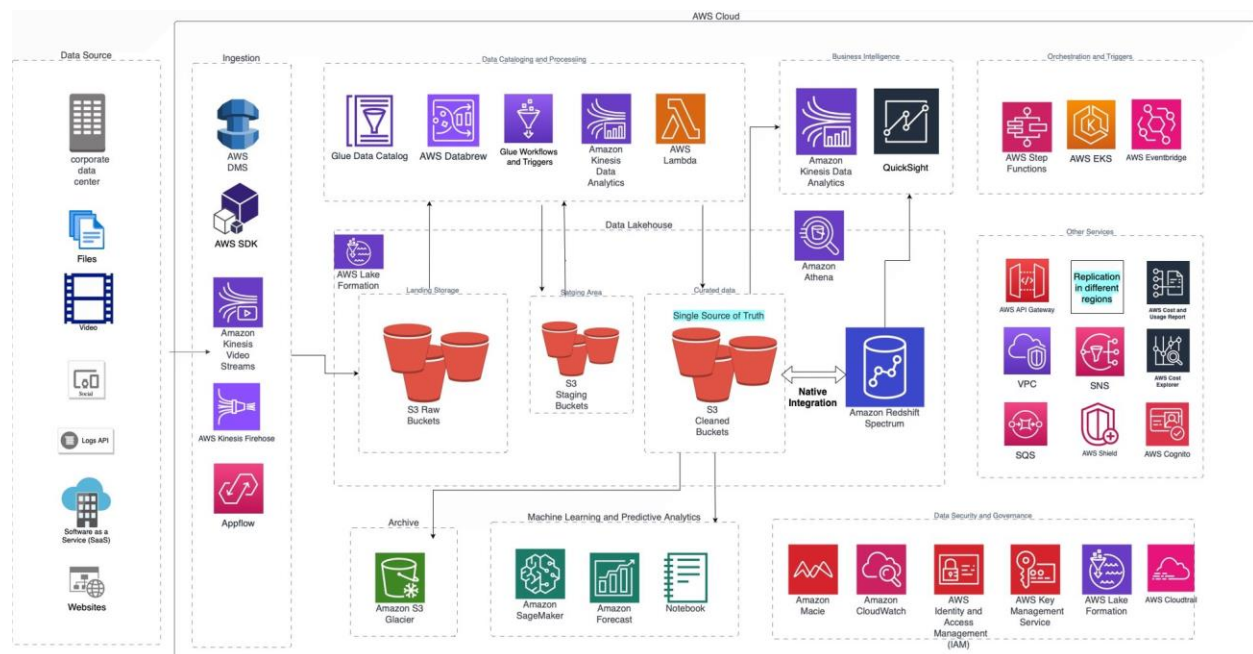 AWS Cloud
Data Source
corporate
data
center
Files
Video
Social
Logs API
Software as a
Service (SaaS)
Websites
Ingestion
AWS
DMS
AWS SDK
Amazon
Kinesis
Video
Streams
AWS Kinesis Firehose
Appflow
Data Cataloging and Processing
Glue Data Catalog
AWS Databrew
Glue Workflows
and Triggers
Amazon
Kinesis
Data
Analytics
AWS
Lambda
Business Intelligence
Amazon
Kinesis
Data Analytics
QuickSight
Orchestration and Triggers
AWS Step
Functions
AWS EKS
AWS Eventbridge
Data Lakehouse
AWS Lake
Formation
Amazon
Athena
Landing Storage
S3 Raw
Buckets
Satging Area
S3
Staging
Buckets
Curated data
Single Source of Truth
S3
Cleaned
Buckets
Native
Integration
Amazon Redshift
Spectrum
Other Services
AWS API Gateway
Replication
in different
regions
AWS Cost and
Usage Report
VPC
SNS
AWS Cost
Explorer
SQS
AWS Shield
AWS Cognito
Archive
Amazon S3
Glacier
Machine Learning and Predictive Analytics
Amazon
SageMaker
Amazon
Forecast
Notebook
Data Security and Governance
Amazon
Macie
Amazon
CloudWatch
AWS
Identity and
Access
Management
(IAM)
AWS Key
Management
Service
AWS Lake
Formation
AWS Cloudtrail